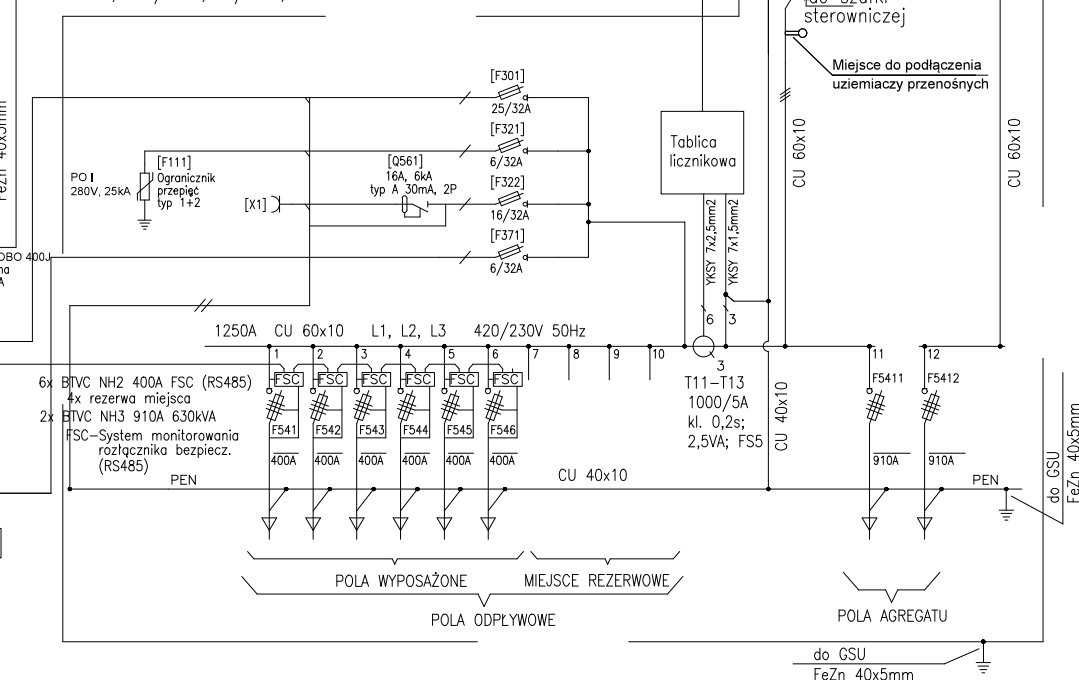 sterowniczej
Miejsce do podłączenia
uziemiaczy przenośnych
FeZn 40x5mm
[F301]
25/32A
[F321]
6/32A
[F111]
Ogranicznik
przepięć
typ 1+2
PO I
280V, 25kA
[Q561]
16A, 6kA
typ A 30mA, 2P
[X1]
[F322]
16/32A
[F371]
6/32A
Tablica
licznikowa
YKSY 7x2,5mm2
YKSY 7x1,5mm2
CU 60x10
CU 60x10
OBO 400J
na
A
6
3
1250A CU 60x10 L1, L2, L3 420/230V 50Hz
1 2 3 4 5 6 7 8 9 10 11 12
FSC FSC FSC FSC FSC FSC
3
T11-T13
1000/5A
kl. 0,2s;
2,5VA; FS5
CU 40x10
6x BTVC NH2 400A FSC (RS485)
4x rezerwa miejsca
2x BTVC NH3 910A 630kVA
FSC-System monitorowania
rozłącznika bezpiecz.
(RS485)
F541 F542 F543 F544 F545 F546
F5411 F5412
400A 400A 400A 400A 400A 400A
910A 910A
PEN
CU 40x10
PEN
do GSU
FeZn 40x5mm
POLA WYPOSAŻONE
MIEJSCE REZERWOWE
POLA ODPŁYWOWE
POLA AGREGATU
do GSU
FeZn 40x5mm